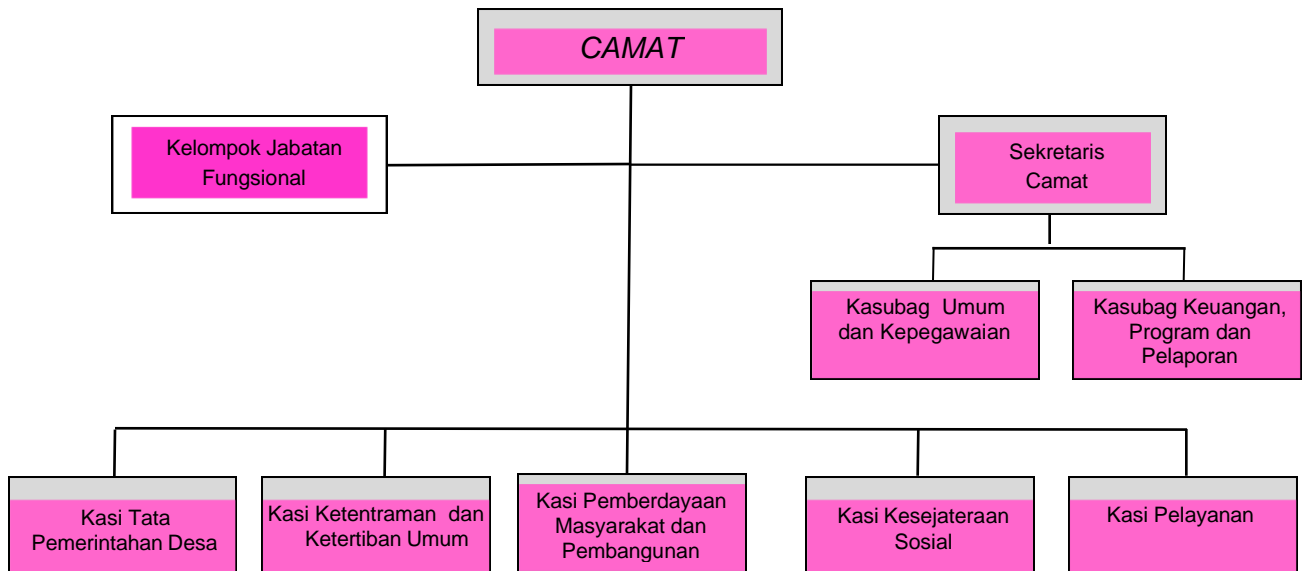 CAMAT
Kelompok Jabatan
Fungsional
Sekretaris
Camat
Kasubag Umum
dan Kepegawaian
Kasubag Keuangan,
Program dan
Pelaporan
Kasi Tata
Pemerintahan Desa
Kasi Ketentraman dan
Ketertiban Umum
Kasi Pemberdayaan
Masyarakat dan
Pembangunan
Kasi Kesejateraan
Sosial
Kasi Pelayanan